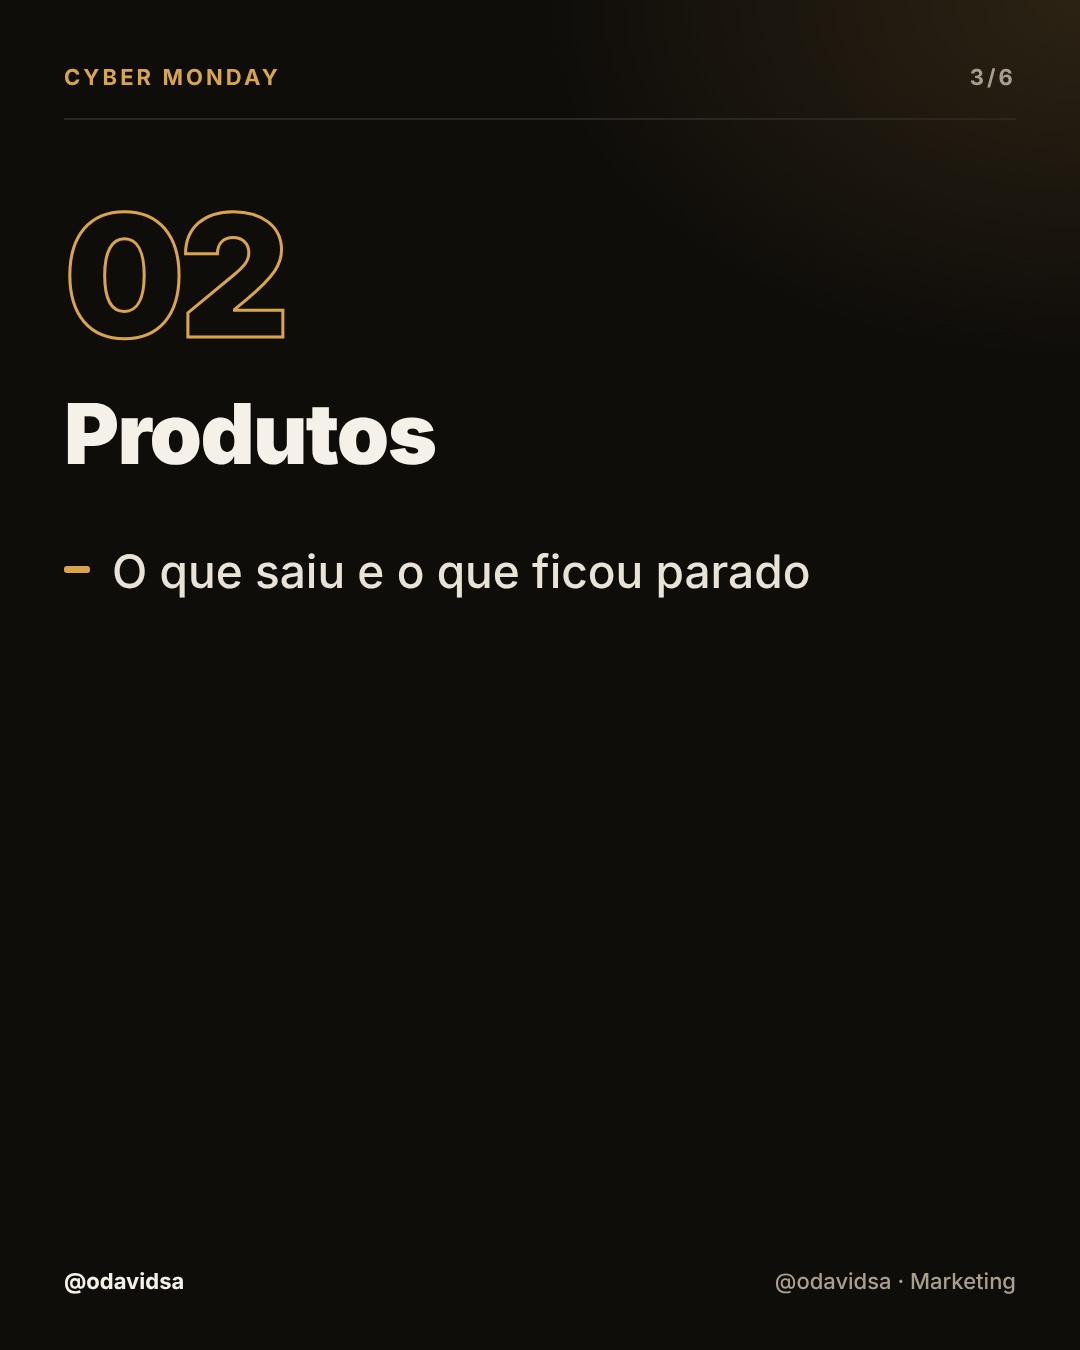 CYBER MONDAY
3/6
02
Produtos
O que saiu e o que ficou parado
@odavidsa
@odavidsa · Marketing